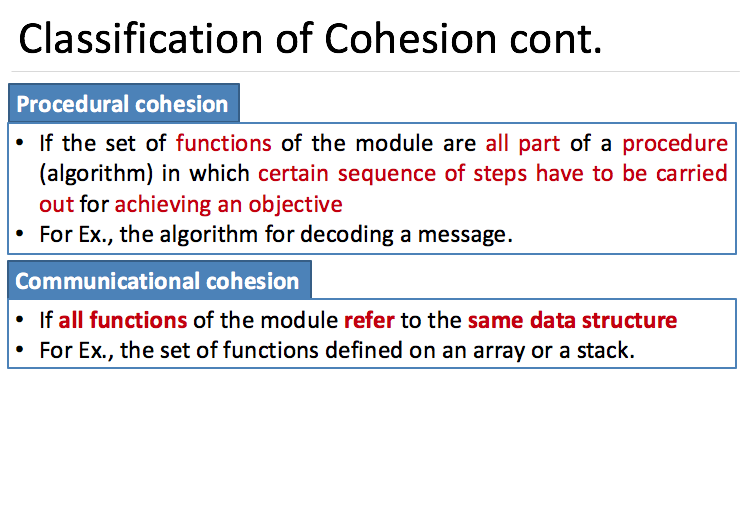 Classification of Cohesion cont.
Procedural cohesion
• If the set of functions of the module are all part of a procedure
(algorithm) in which certain sequence of steps have to be carried
out for achieving an objective
• For Ex., the algorithm for decoding a message.
Communicational cohesion
• If all functions of the module refer to the same data structure
• For Ex., the set of functions defined on an array or a stack.